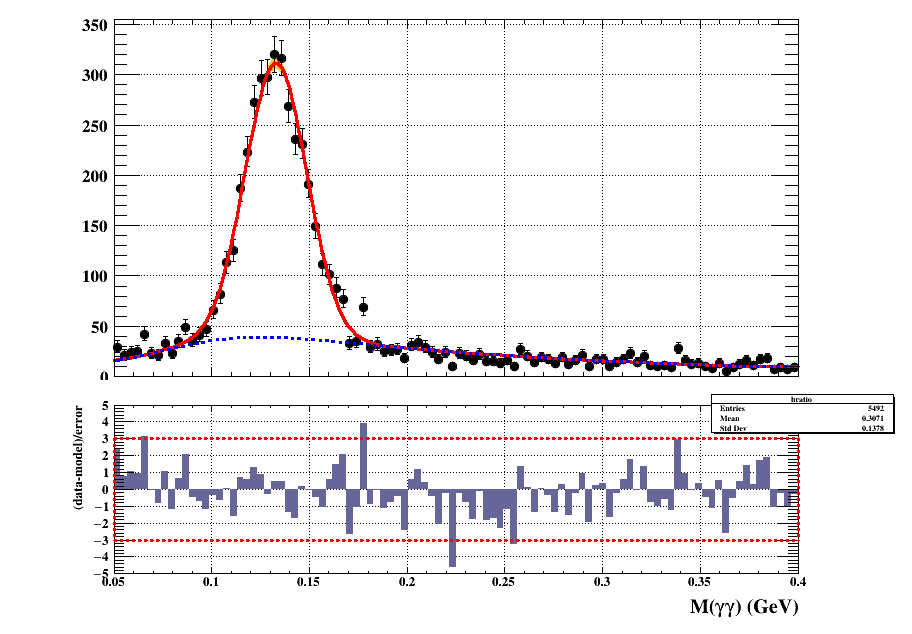 350
300
250
200
150
100
50
0
hratio
Entries 5492
Mean 0.3071
Std Dev 0.1378
(data-model)/error
5
4
3
2
1
0
−1
−2
−3
−4
−5
0.05 0.1 0.15 0.2 0.25 0.3 0.35 0.4
M(γγ) (GeV)